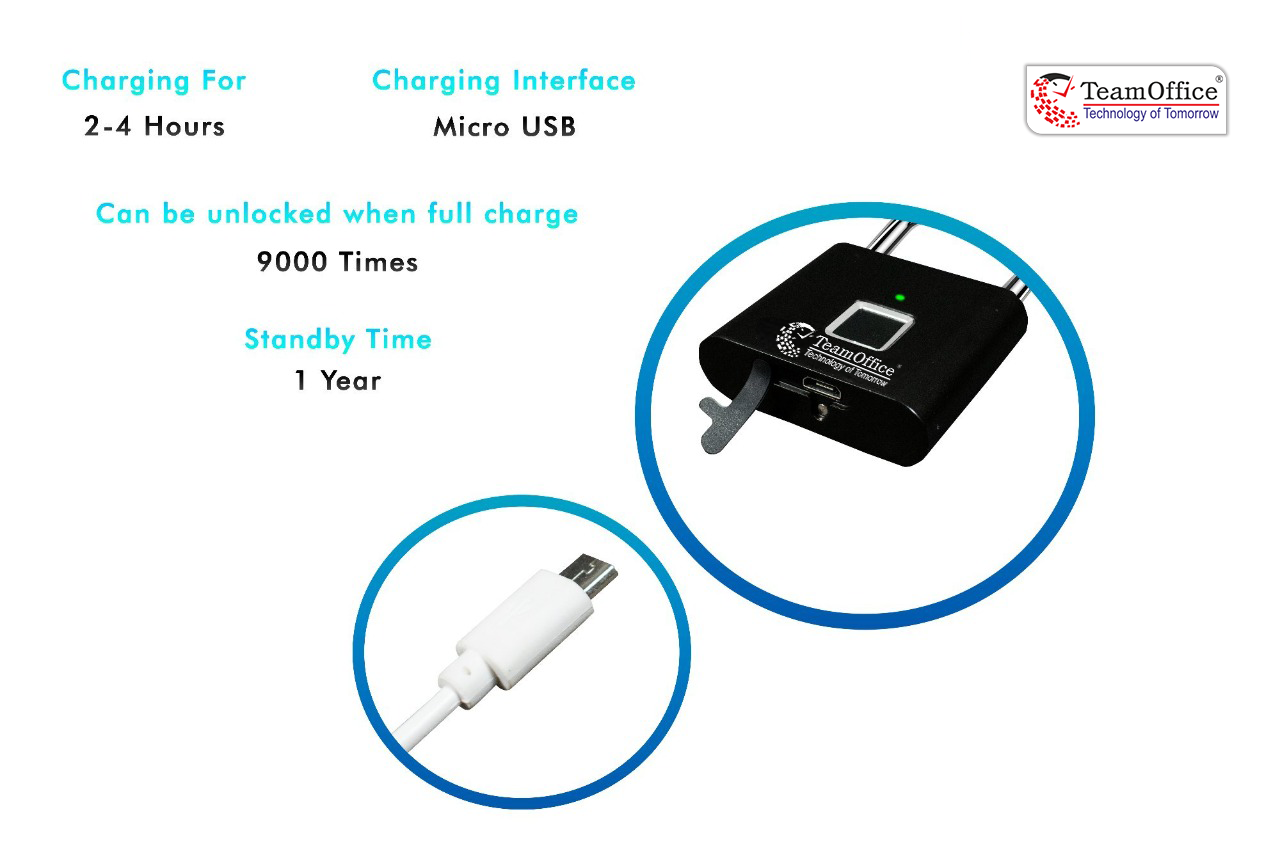 Charging For
2-4 Hours
Charging Interface
Micro USB
TeamOffice®
Technology of Tomorrow
Can be unlocked when full charge
9000 Times
Standby Time
1 Year
TeamOffice
Technology of Tomorrow